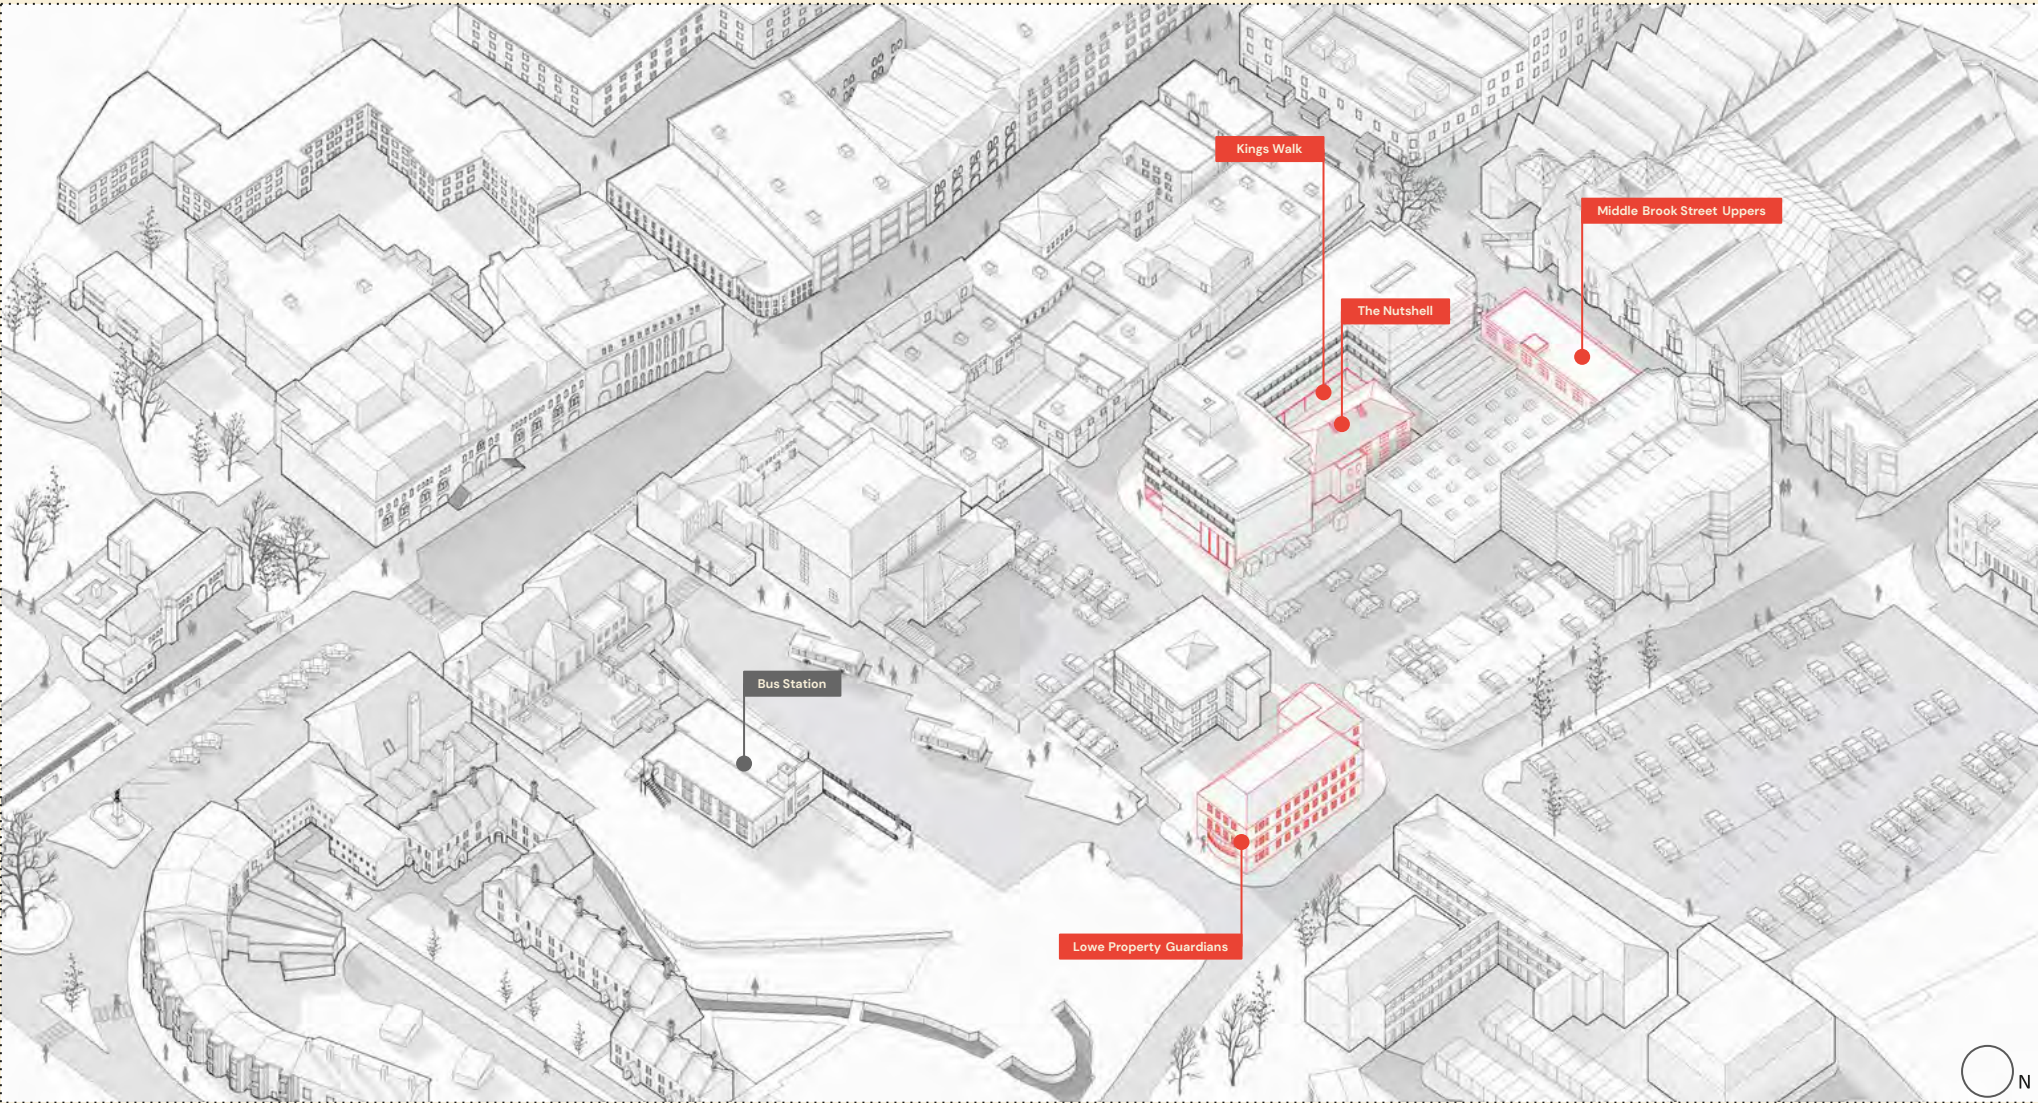 Kings Walk
Middle Brook Street Uppers
The Nutshell
Bus Station
Lowe Property Guardians
N